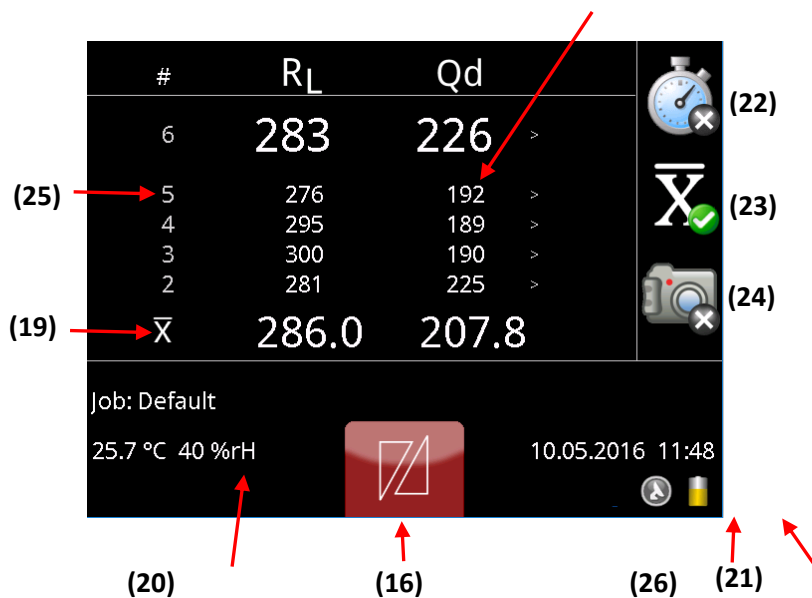 # RL Qd
(22)
6 283 226 >
(25) 5 276 192 >
(23)
4 295 189 >
3 300 190 >
2 281 225 >
(24)
(19) X̅ 286.0 207.8
X̅
Job: Default
25.7 °C 40 %rH 10.05.2016 11:48
(20) (16) (26) (21)